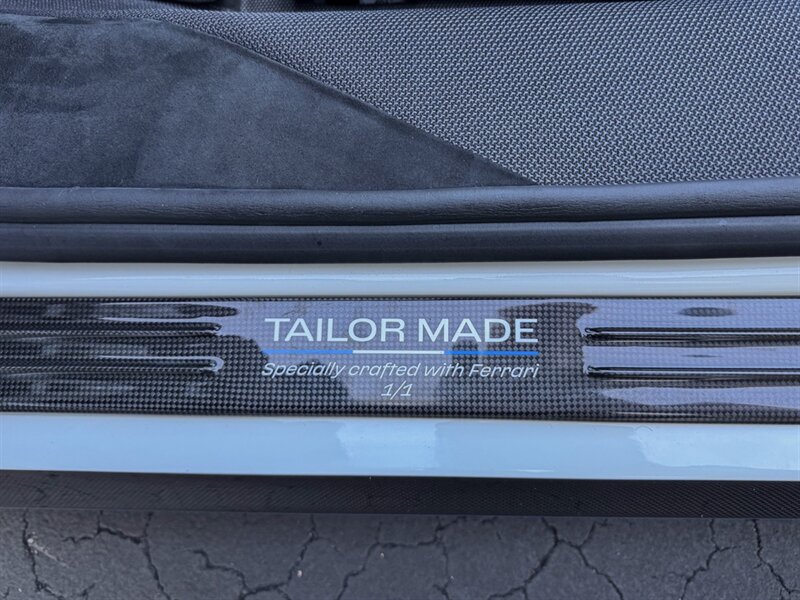 TAILOR MADE
Specially crafted with Ferrari
1/1